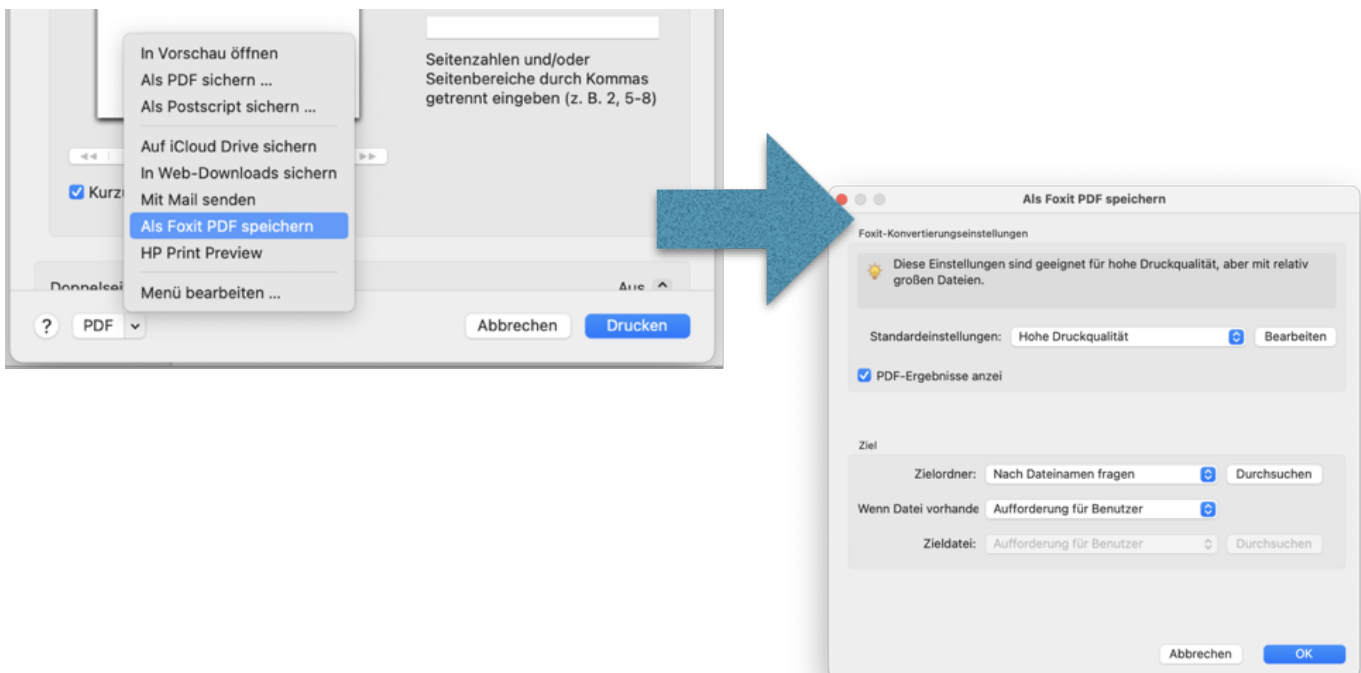 In Vorschau öffnen
Als PDF sichern ...
Als Postscript sichern ...
Auf iCloud Drive sichern
In Web-Downloads sichern
Mit Mail senden
Als Foxit PDF speichern
HP Print Preview
Menü bearbeiten ...
Seitenzahlen und/oder
Seitenbereiche durch Kommas
getrennt eingeben (z. B. 2, 5-8)
Kurzu
Aus
? PDF
Abbrechen Drucken
Als Foxit PDF speichern
Foxit-Konvertierungseinstellungen
Diese Einstellungen sind geeignet für hohe Druckqualität, aber mit relativ
großen Dateien.
Standardeinstellungen: Hohe Druckqualität Bearbeiten
PDF-Ergebnisse anzei
Ziel
Zielordner: Nach Dateinamen fragen Durchsuchen
Wenn Datei vorhande Aufforderung für Benutzer
Zieldatei: Aufforderung für Benutzer Durchsuchen
Abbrechen OK